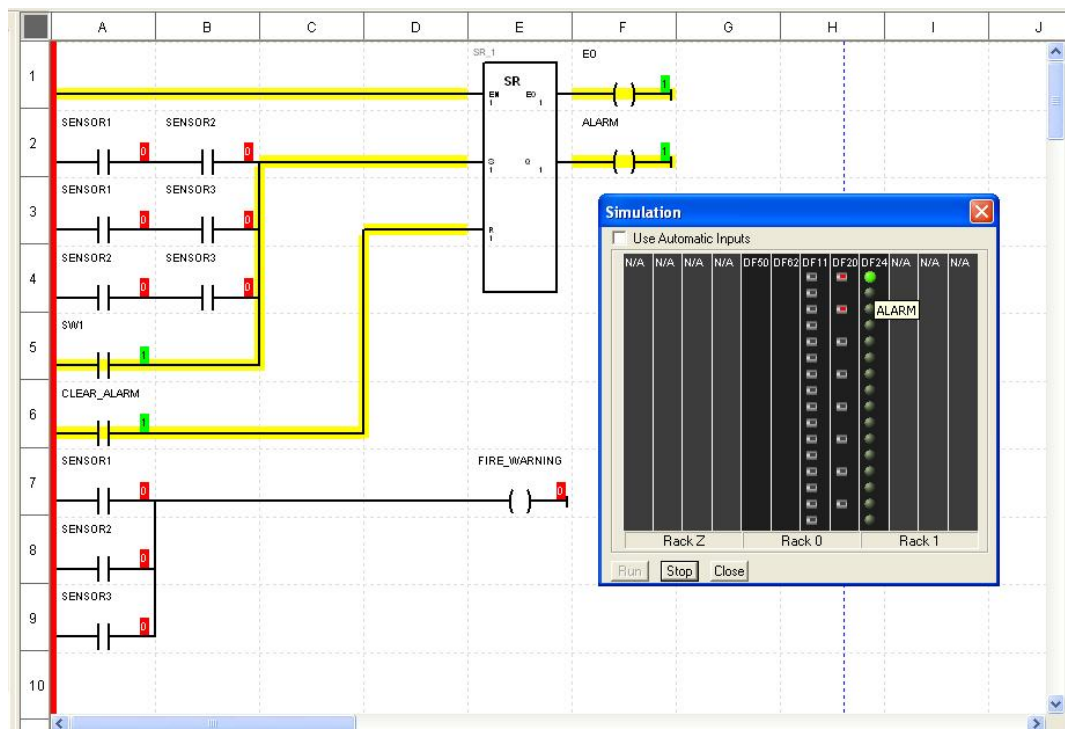 A B C D E F G H I J
1
SR_1 E0
SR
EN E0
1 1
1 1
2
SENSOR1 SENSOR2 ALARM
0 0 1
1 1
3
SENSOR1 SENSOR3
0 0
R
1
4
SENSOR2 SENSOR3
0 0
5
SW1
1
6
CLEAR_ALARM
1
7
SENSOR1 FIRE_WARNING
0 0
8
SENSOR2
0
9
SENSOR3
0
10
Simulation
Use Automatic Inputs
N/A N/A N/A N/A DF50 DF62 DF11 DF20 DF24 N/A N/A N/A
ALARM
Rack Z Rack 0 Rack 1
Run Stop Close